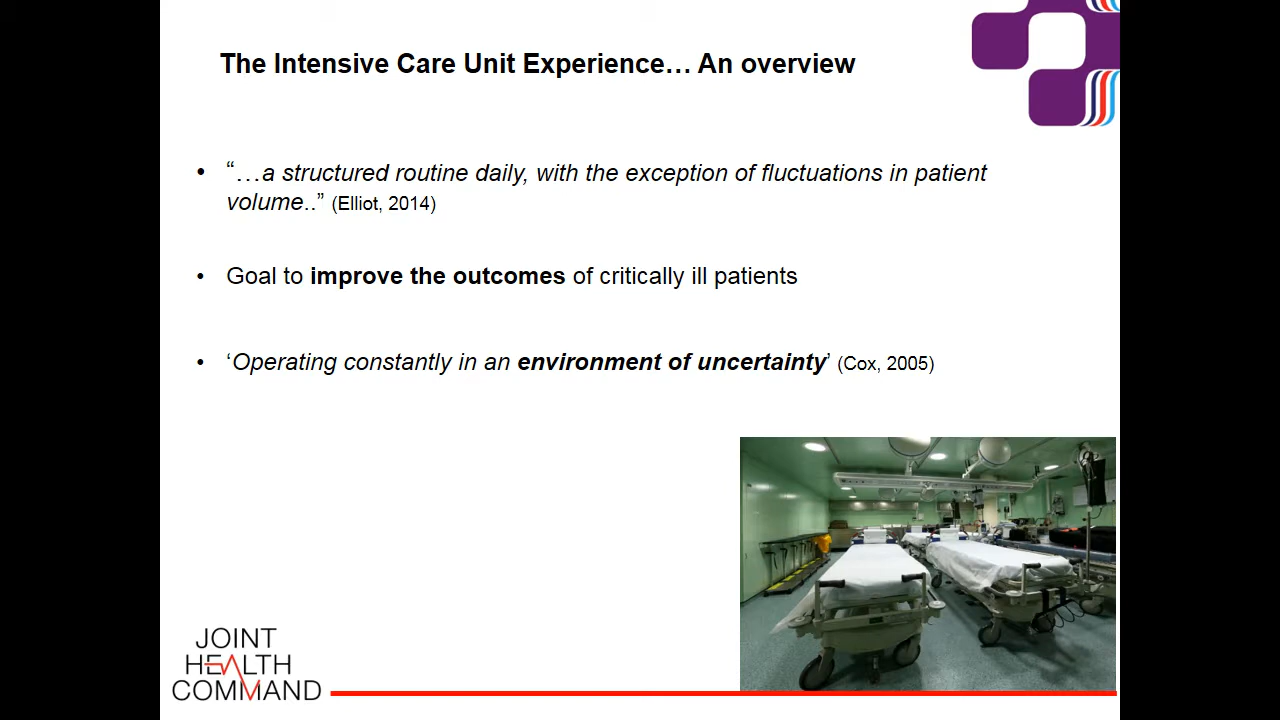 The Intensive Care Unit Experience… An overview
• “…a structured routine daily, with the exception of fluctuations in patient
volume..” (Elliot, 2014)
• Goal to improve the outcomes of critically ill patients
• ‘Operating constantly in an environment of uncertainty’ (Cox, 2005)
JOINT
HEALTH
COMMAND